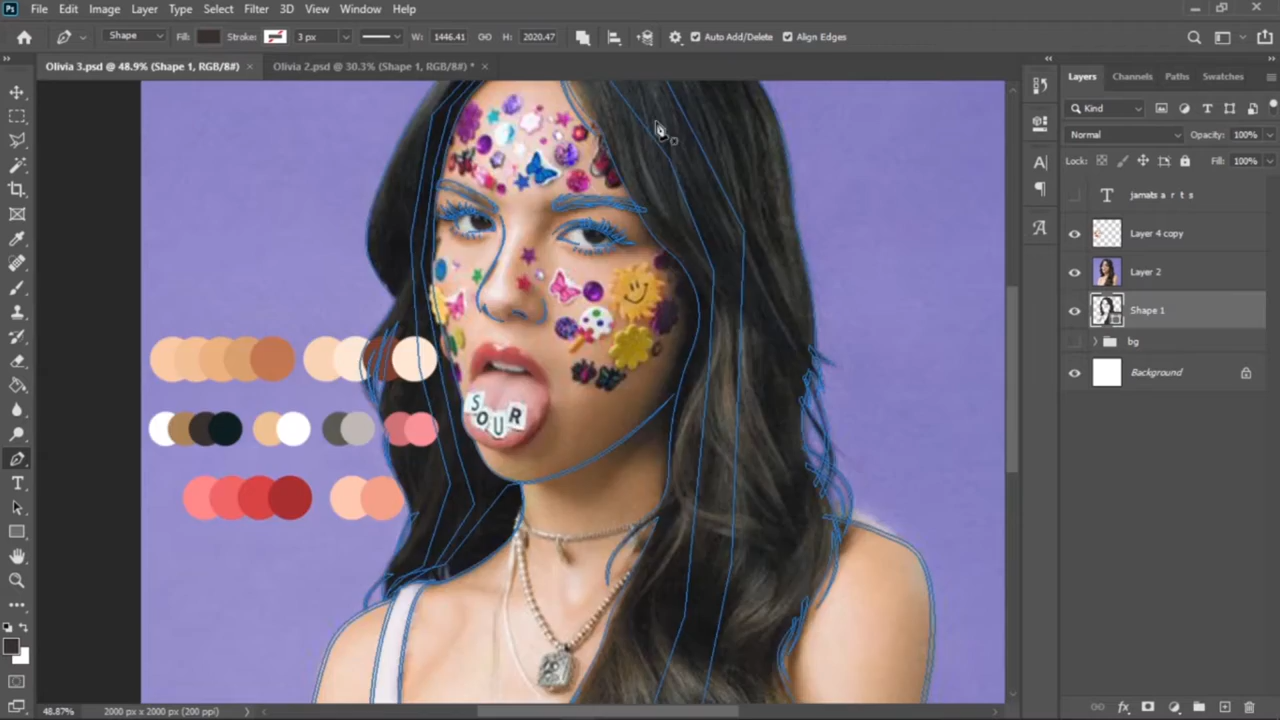 Ps File Edit Image Layer Type Select Filter 3D View Window Help
Shape Fill: Stroke: 3 px W: 1446.41 H: 2020.47 Auto Add/Delete Align Edges
Olivia 3.psd @ 48.9% (Shape 1, RGB/8#) × Olivia 2.psd @ 30.3% (Shape 1, RGB/8#) * ×
Layers Channels Paths Swatches
Kind
Normal Opacity: 100%
Lock: Fill: 100%
jamats a r t s
Layer 4 copy
Layer 2
Shape 1
bg
Background
SOUR
48.87% 2000 px x 2000 px (200 ppi)